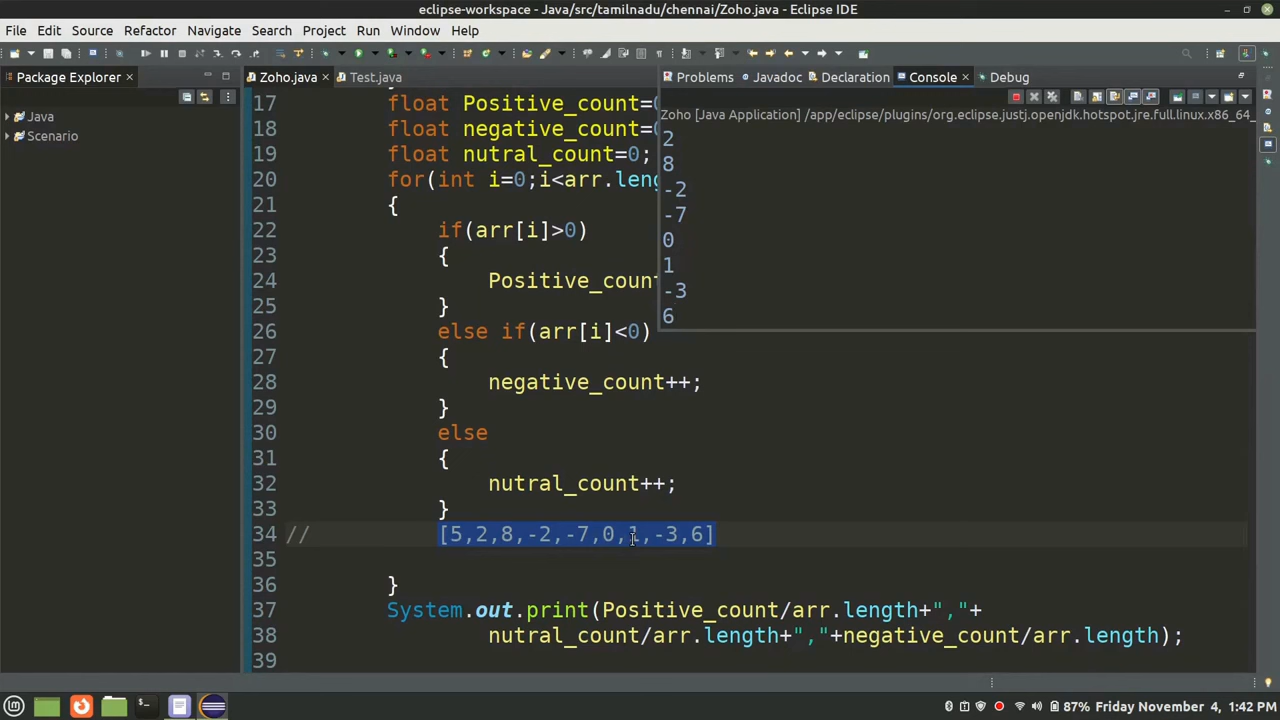 eclipse-workspace - Java/src/tamilnadu/chennai/Zoho.java - Eclipse IDE
File Edit Source Refactor Navigate Search Project Run Window Help
Package Explorer
Java
Scenario
Zoho.java Test.java
17 float Positive_count=
18 float negative_count=
19 float nutral_count=0;
20 for(int i=0;i<arr.leng
21 {
22 if(arr[i]>0)
23 {
24 Positive_count
25 }
26 else if(arr[i]<0)
27 {
28 negative_count++;
29 }
30 else
31 {
32 nutral_count++;
33 }
34 // [5,2,8,-2,-7,0,1,-3,6]
35
36 }
37 System.out.print(Positive_count/arr.length+","+
38 nutral_count/arr.length+","+negative_count/arr.length);
39
Problems Javadoc Declaration Console Debug
Zoho [Java Application] /app/eclipse/plugins/org.eclipse.justj.openjdk.hotspot.jre.full.linux.x86_64_
2
8
-2
-7
0
1
-3
6
87% Friday November 4, 1:42 PM